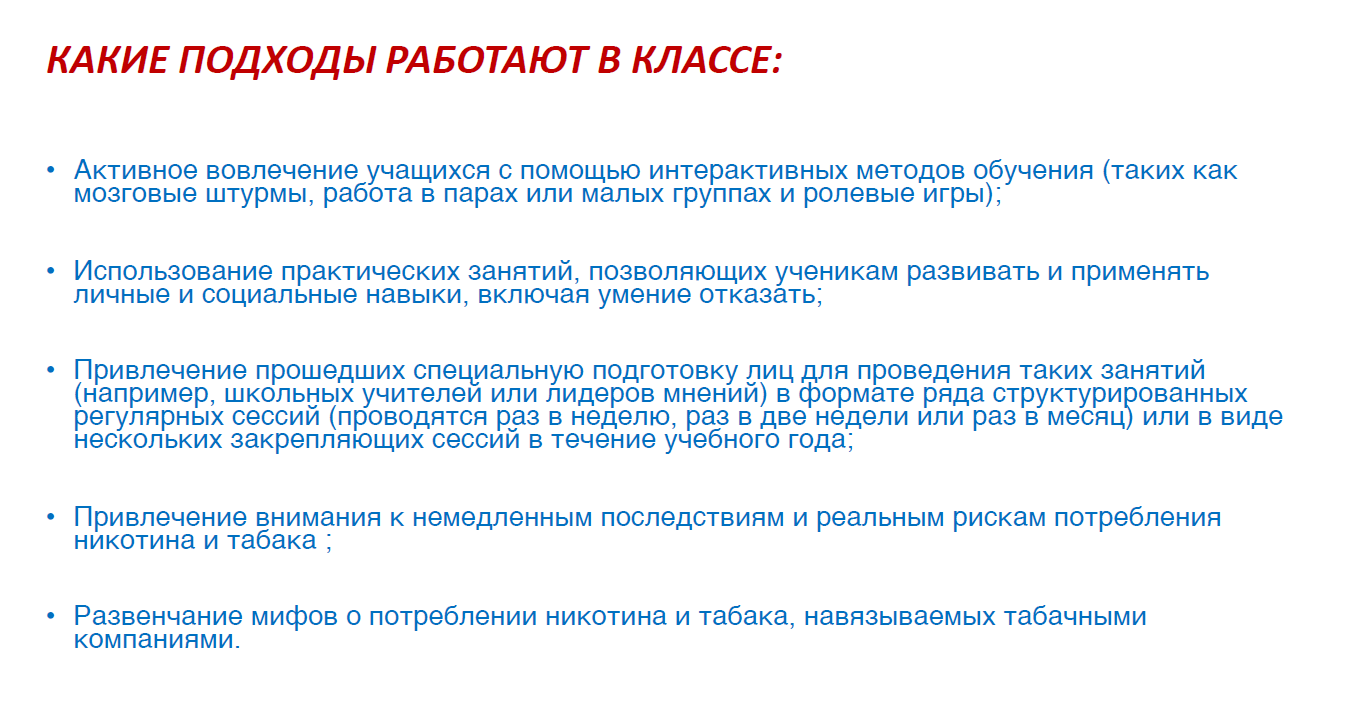 КАКИЕ ПОДХОДЫ РАБОТАЮТ В КЛАССЕ:
• Активное вовлечение учащихся с помощью интерактивных методов обучения (таких как
мозговые штурмы, работа в парах или малых группах и ролевые игры);
• Использование практических занятий, позволяющих ученикам развивать и применять
личные и социальные навыки, включая умение отказать;
• Привлечение прошедших специальную подготовку лиц для проведения таких занятий
(например, школьных учителей или лидеров мнений) в формате ряда структурированных
регулярных сессий (проводятся раз в неделю, раз в две недели или раз в месяц) или в виде
нескольких закрепляющих сессий в течение учебного года;
• Привлечение внимания к немедленным последствиям и реальным рискам потребления
никотина и табака ;
• Развенчание мифов о потреблении никотина и табака, навязываемых табачными
компаниями.